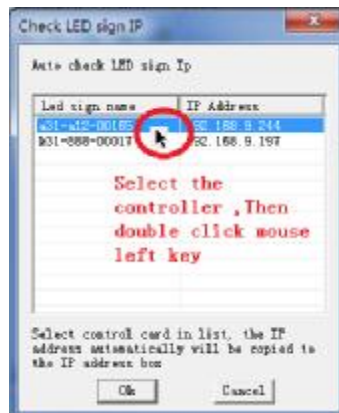 Check LED sign IP
Auto check LED sign Ip
Led sign name IP Address
192.168.9.244
192.168.9.197
Select the
controller ,Then
double click mouse
left key
Select control card in list, the IP
address automatically will be copied to
the IP address box
Ok Cancel